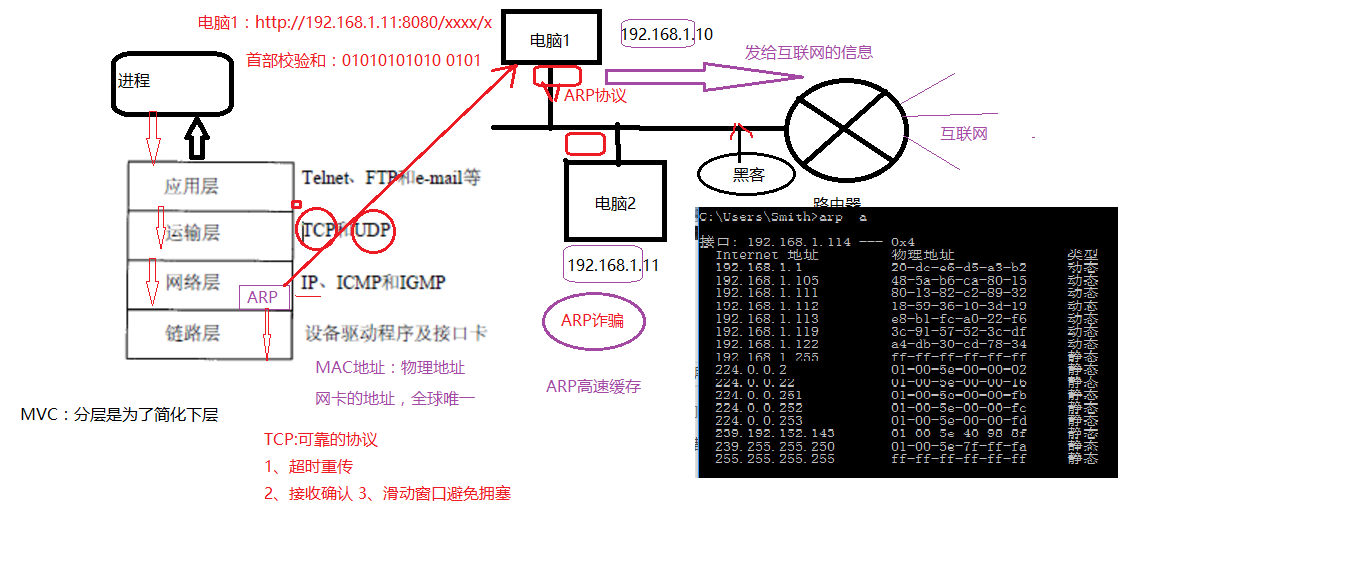 电脑1：http://192.168.1.11:8080/xxxx/x
首部校验和：01010101010 0101
进程
应用层
Telnet、FTP和e-mail等
运输层
TCP和UDP
网络层
ARP
IP、ICMP和IGMP
链路层
设备驱动程序及接口卡
MAC地址：物理地址
网卡的地址，全球唯一
MVC：分层是为了简化下层
TCP:可靠的协议
1、超时重传
2、接收确认 3、滑动窗口避免拥塞
电脑1
192.168.1.10
发给互联网的信息
ARP协议
互联网
黑客
电脑2
路由器
192.168.1.11
ARP诈骗
ARP高速缓存
C:\Users\Smith>arp a
接口: 192.168.1.114 --- 0x4
Internet 地址 物理地址 类型
192.168.1.1 20-dc-e6-d5-a3-b2 动态
192.168.1.105 48-5a-b6-ca-80-15 动态
192.168.1.111 80-13-82-c2-89-32 动态
192.168.1.112 18-59-36-10-3d-19 动态
192.168.1.113 e8-b1-fc-a0-22-f6 动态
192.168.1.119 3c-91-57-52-3c-df 动态
192.168.1.122 a4-db-30-cd-78-34 动态
192.168.1.255 ff-ff-ff-ff-ff-ff 静态
224.0.0.2 01-00-5e-00-00-02 静态
224.0.0.22 01-00-5e-00-00-16 静态
224.0.0.251 01-00-5e-00-00-fb 静态
224.0.0.252 01-00-5e-00-00-fc 静态
224.0.0.253 01-00-5e-00-00-fd 静态
239.192.152.143 01 00 5e 40 98 8f 静态
239.255.255.250 01-00-5e-7f-ff-fa 静态
255.255.255.255 ff-ff-ff-ff-ff-ff 静态